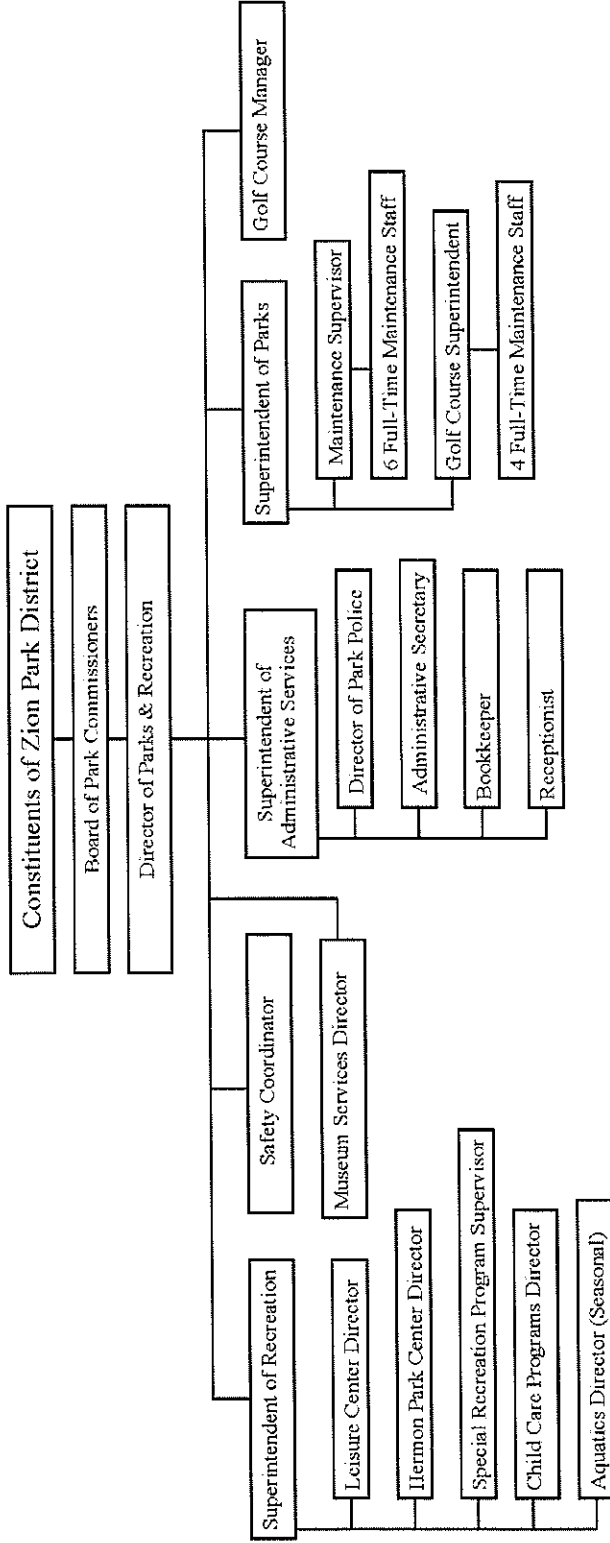 Constituents of Zion Park District
Board of Park Commissioners
Director of Parks & Recreation
Superintendent of Recreation
Leisure Center Director
Hermon Park Center Director
Special Recreation Program Supervisor
Child Care Programs Director
Aquatics Director (Seasonal)
Safety Coordinator
Museum Services Director
Superintendent of
Administrative Services
Director of Park Police
Administrative Secretary
Bookkeeper
Receptionist
Superintendent of Parks
Maintenance Supervisor
6 Full-Time Maintenance Staff
Golf Course Superintendent
4 Full-Time Maintenance Staff
Golf Course Manager